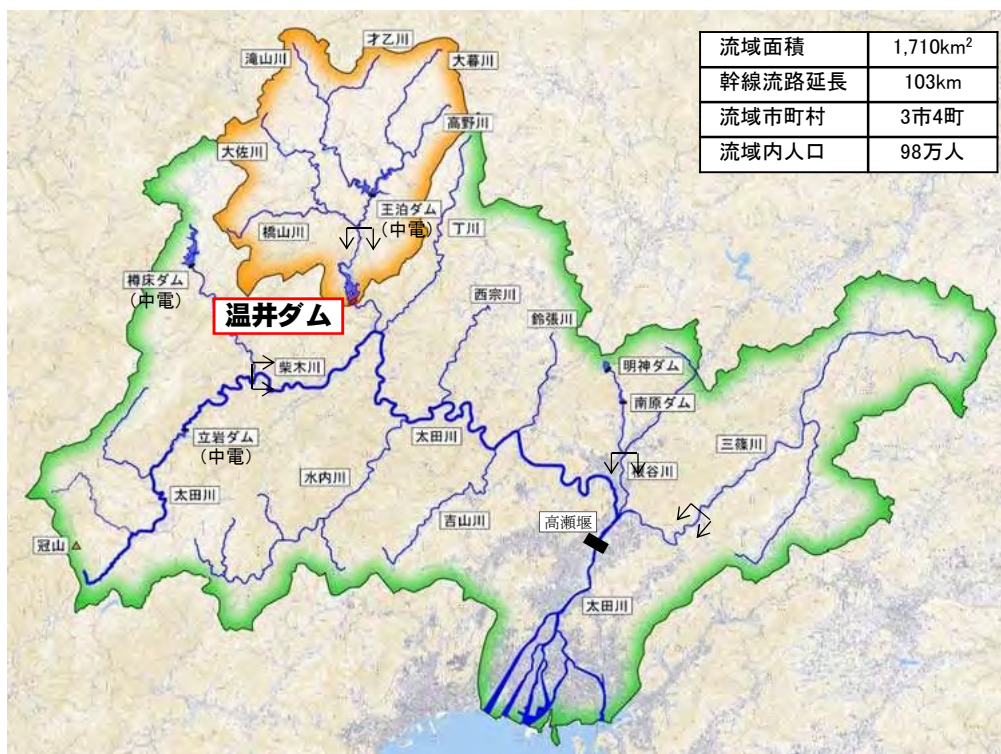 流域面積 1,710km²
幹線流路延長 103km
流域市町村 3市4町
流域内人口 98万人
才乙川
滝山川
大暮川
高野川
大佐川
王泊ダム
(中電)
橋山川
丁川
樽床ダム
(中電)
温井ダム
西宗川
鈴張川
柴木川
明神ダム
南原ダム
立岩ダム
(中電)
太田川
三篠川
水内川
根谷川
太田川
吉山川
高瀬堰
冠山
太田川